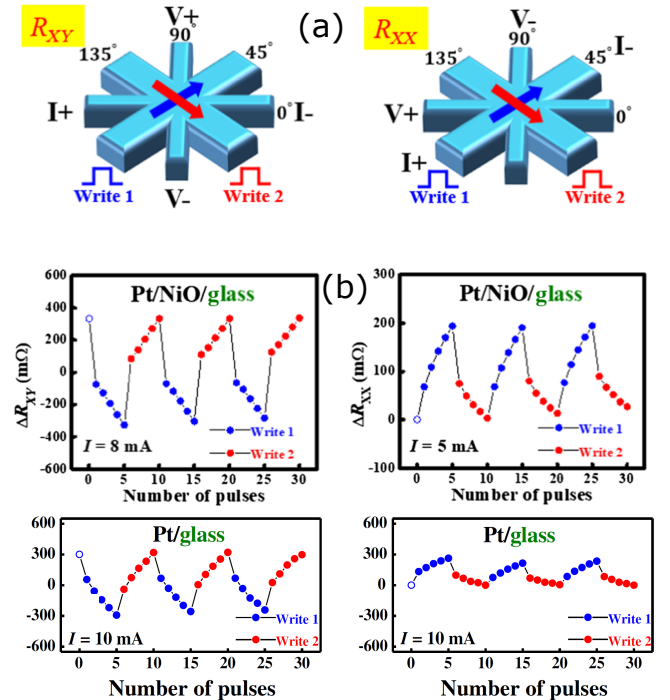 R_XY
V+
(a)
R_XX
V-
135°
90°
45°
135°
90°
45°
I-
I+
0°
I-
V+
0°
I+
Write 1
V-
Write 2
Write 1
Write 2
(b)
600
Pt/NiO/glass
400
200
0
-200
-400
-600
ΔR_XY (mΩ)
I = 8 mA
Write 1
Write 2
0 5 10 15 20 25 30
Number of pulses
300
Pt/NiO/glass
200
100
0
-100
ΔR_XX (mΩ)
I = 5 mA
Write 1
Write 2
0 5 10 15 20 25 30
Number of pulses
600
Pt/glass
300
0
-300
-600
I = 10 mA
Write 1
Write 2
0 5 10 15 20 25 30
Number of pulses
600
Pt/glass
300
0
-300
-600
I = 10 mA
Write 1
Write 2
0 5 10 15 20 25 30
Number of pulses